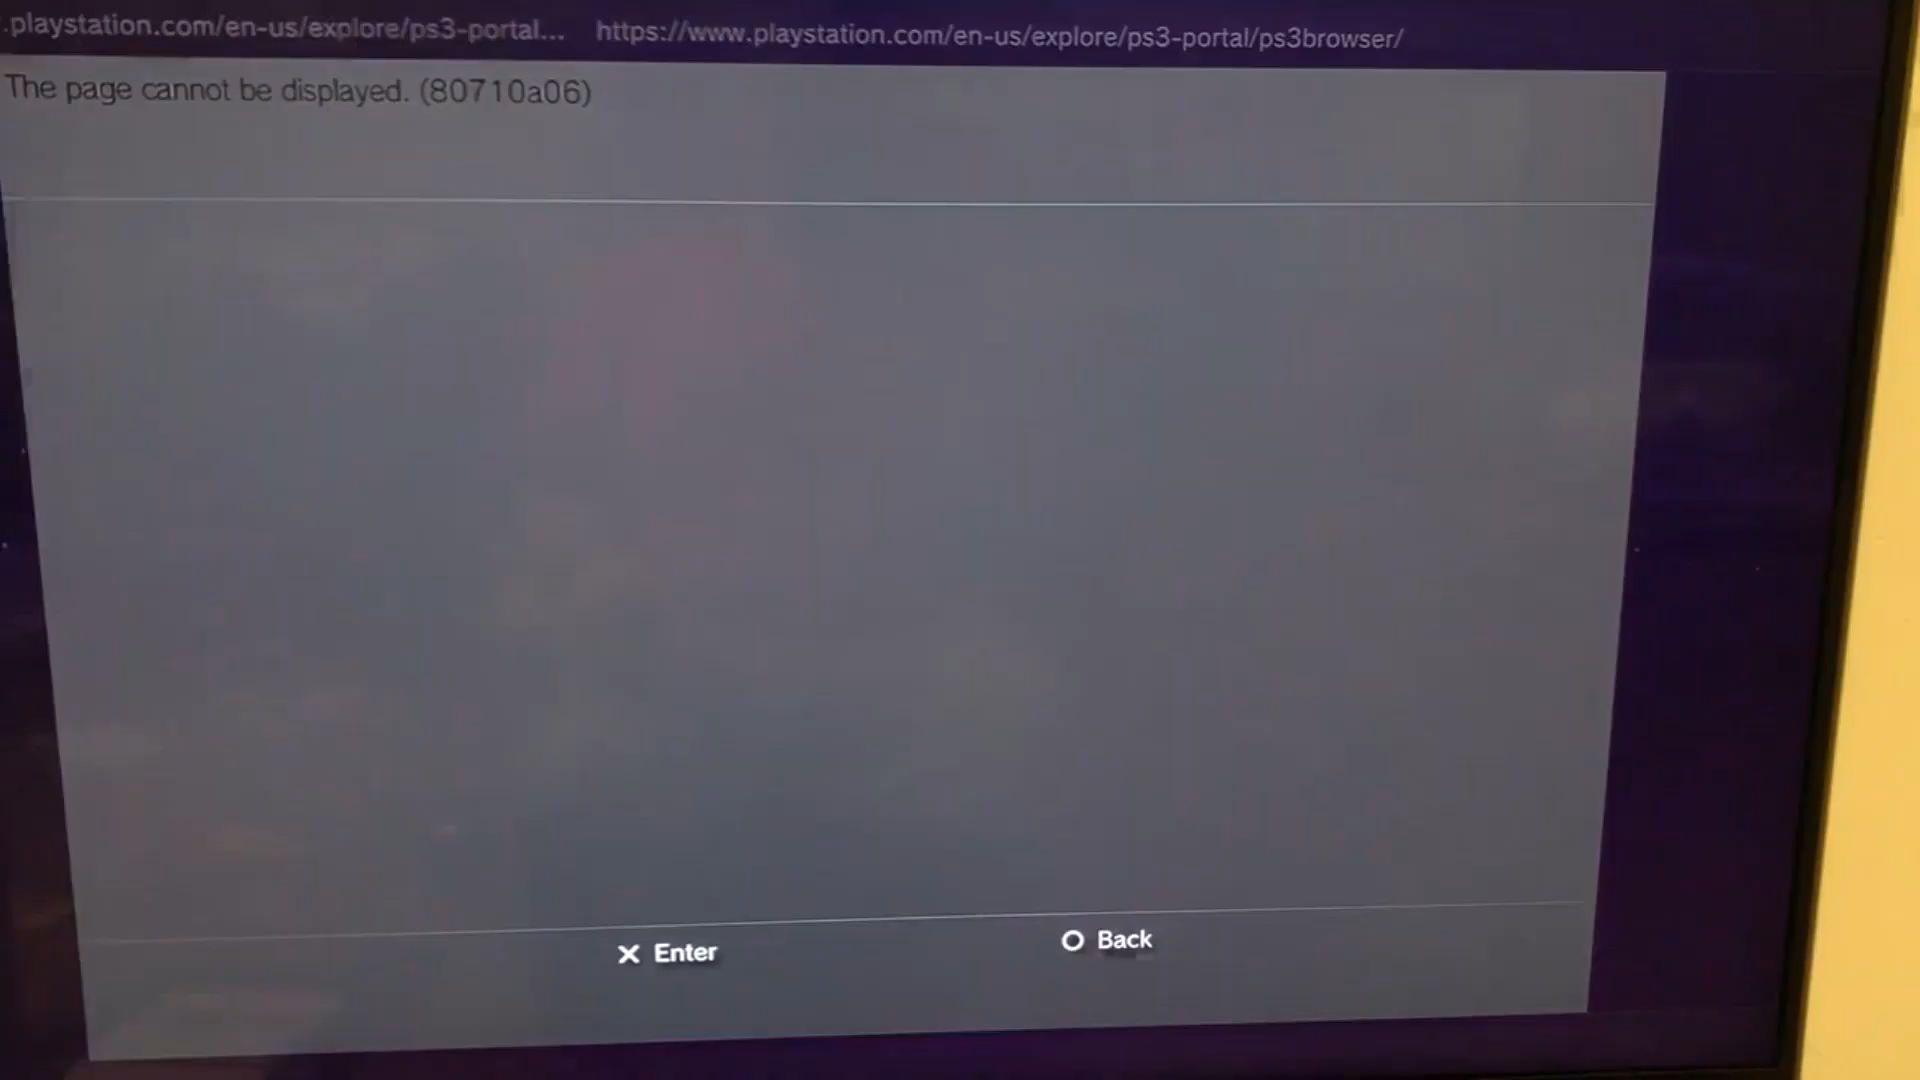 .playstation.com/en-us/explore/ps3-portal... https://www.playstation.com/en-us/explore/ps3-portal/ps3browser/
The page cannot be displayed. (80710a06)
X Enter O Back